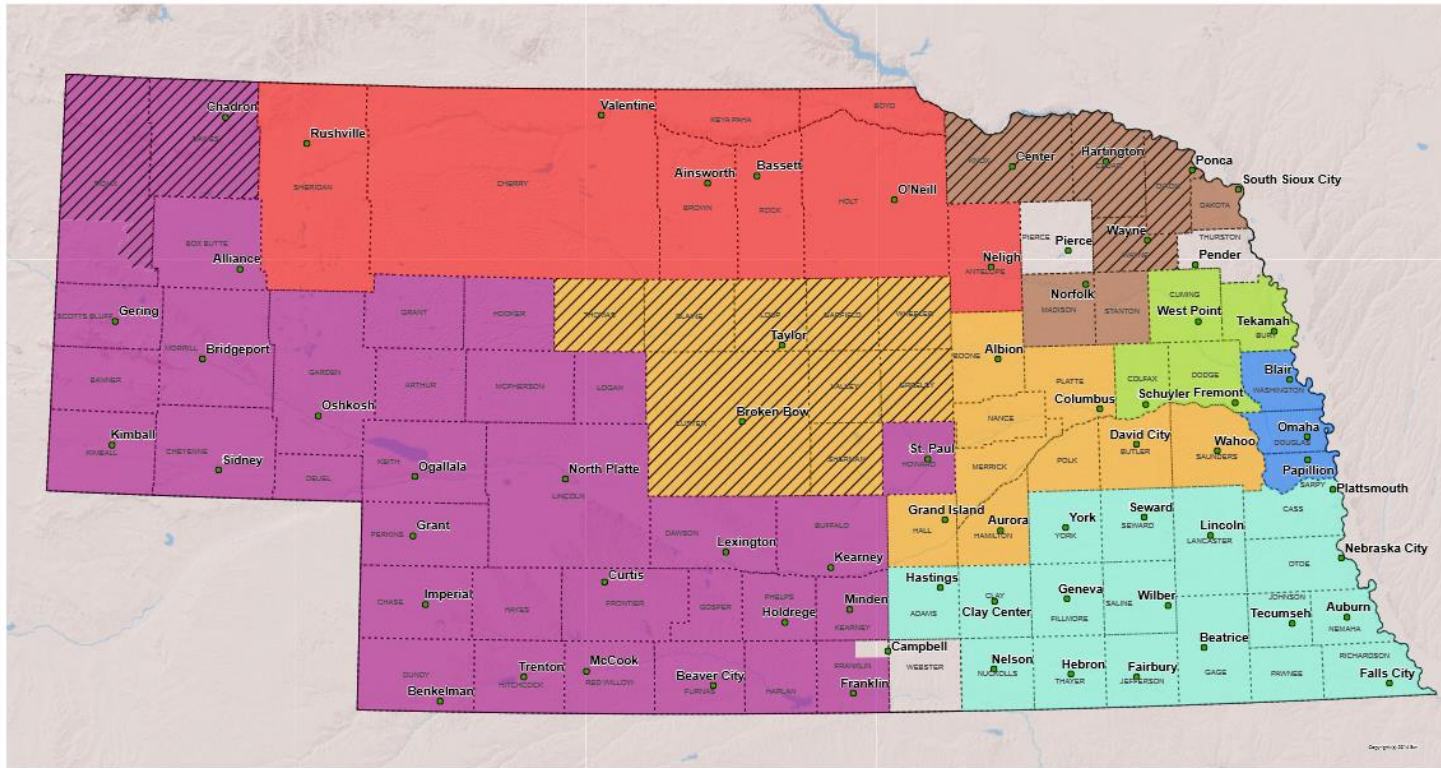 Chadron
DAWES
SIOUX
Rushville
SHERIDAN
Valentine
CHERRY
KEYA PAHA
BOYD
Ainsworth
BROWN
Bassett
ROCK
O'Neill
HOLT
KNOX
Center
Hartington
CEDAR
Ponca
DIXON
South Sioux City
DAKOTA
BOX BUTTE
Alliance
Neligh
ANTELOPE
PIERCE
Pierce
Wayne
WAYNE
THURSTON
Pender
SCOTTS BLUFF
Gering
MORRILL
Bridgeport
GARDEN
GRANT
HOOKER
THOMAS
BLAINE
LOUP
Taylor
GARFIELD
WHEELER
Norfolk
MADISON
STANTON
CUMING
West Point
Tekamah
BURT
BANNER
Oshkosh
ARTHUR
MCPHERSON
LOGAN
CUSTER
Broken Bow
VALLEY
GREELEY
BOONE
Albion
PLATTE
Columbus
NANCE
COLFAX
Schuyler
DODGE
Fremont
Blair
WASHINGTON
Kimball
KIMBALL
CHEYENNE
Sidney
DEUEL
KEITH
Ogallala
North Platte
LINCOLN
SHERMAN
St. Paul
HOWARD
MERRICK
POLK
David City
BUTLER
Wahoo
SAUNDERS
Omaha
DOUGLAS
Papillion
SARPY
Plattsmouth
CASS
PERKINS
Grant
DAWSON
Lexington
BUFFALO
Kearney
Grand Island
HALL
Aurora
HAMILTON
York
YORK
Seward
SEWARD
Lincoln
LANCASTER
Nebraska City
OTOE
CHASE
Imperial
HAYES
Curtis
FRONTIER
GOSPER
PHELPS
Holdrege
Minden
KEARNEY
Hastings
ADAMS
CLAY
Clay Center
Geneva
FILLMORE
SALINE
Wilber
JOHNSON
Tecumseh
Auburn
NEMAHA
DUNDY
Benkelman
Trenton
HITCHCOCK
McCook
RED WILLOW
Beaver City
FURNAS
HARLAN
FRANKLIN
Franklin
Campbell
WEBSTER
Nelson
NUCKOLLS
Hebron
THAYER
Fairbury
JEFFERSON
Beatrice
GAGE
PAWNEE
RICHARDSON
Falls City